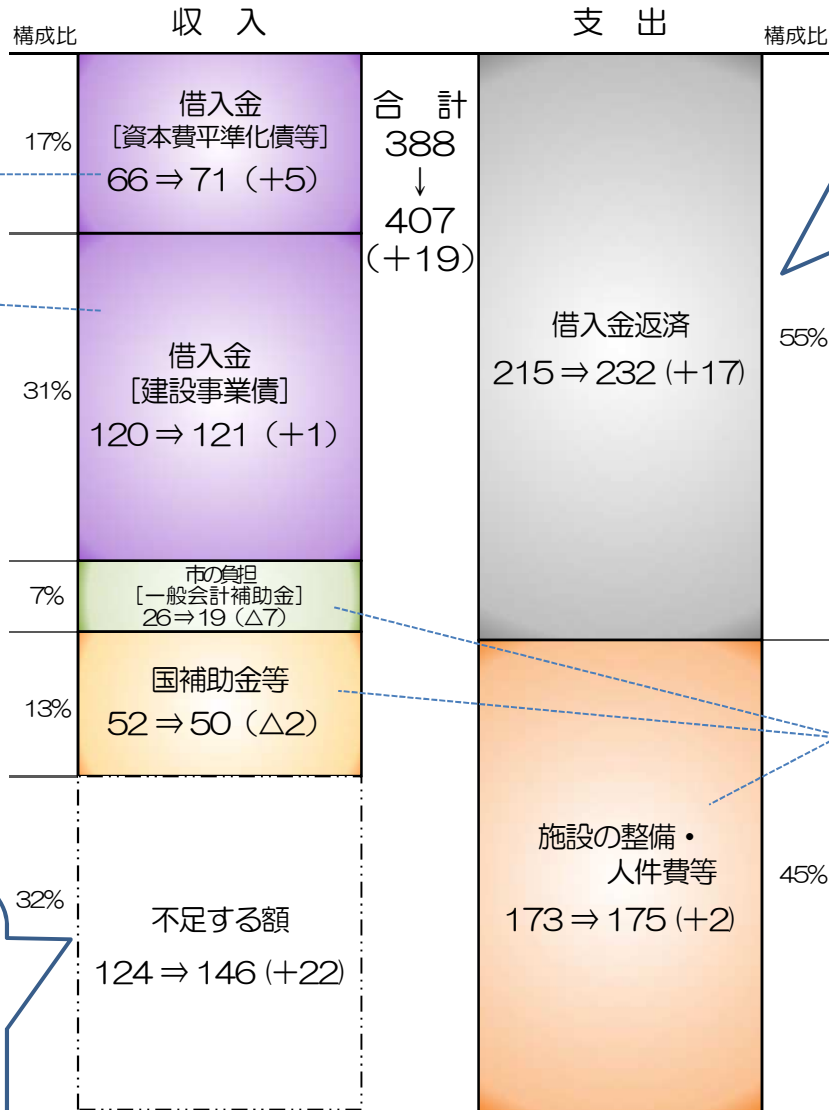 構成比
収　入
支　出
構成比
17%
借入金
[資本費平準化債等]
66⇒71（+5）
合　計
388
↓
407
(+19)
31%
借入金
[建設事業債]
120⇒121（+1）
7%
市の負担
[一般会計補助金]
26⇒19（△7）
13%
国補助金等
52⇒50（△2）
32%
不足する額
124⇒146(+22)
借入金返済
215⇒232(+17)
55%
施設の整備・
人件費等
173⇒175(+2)
45%